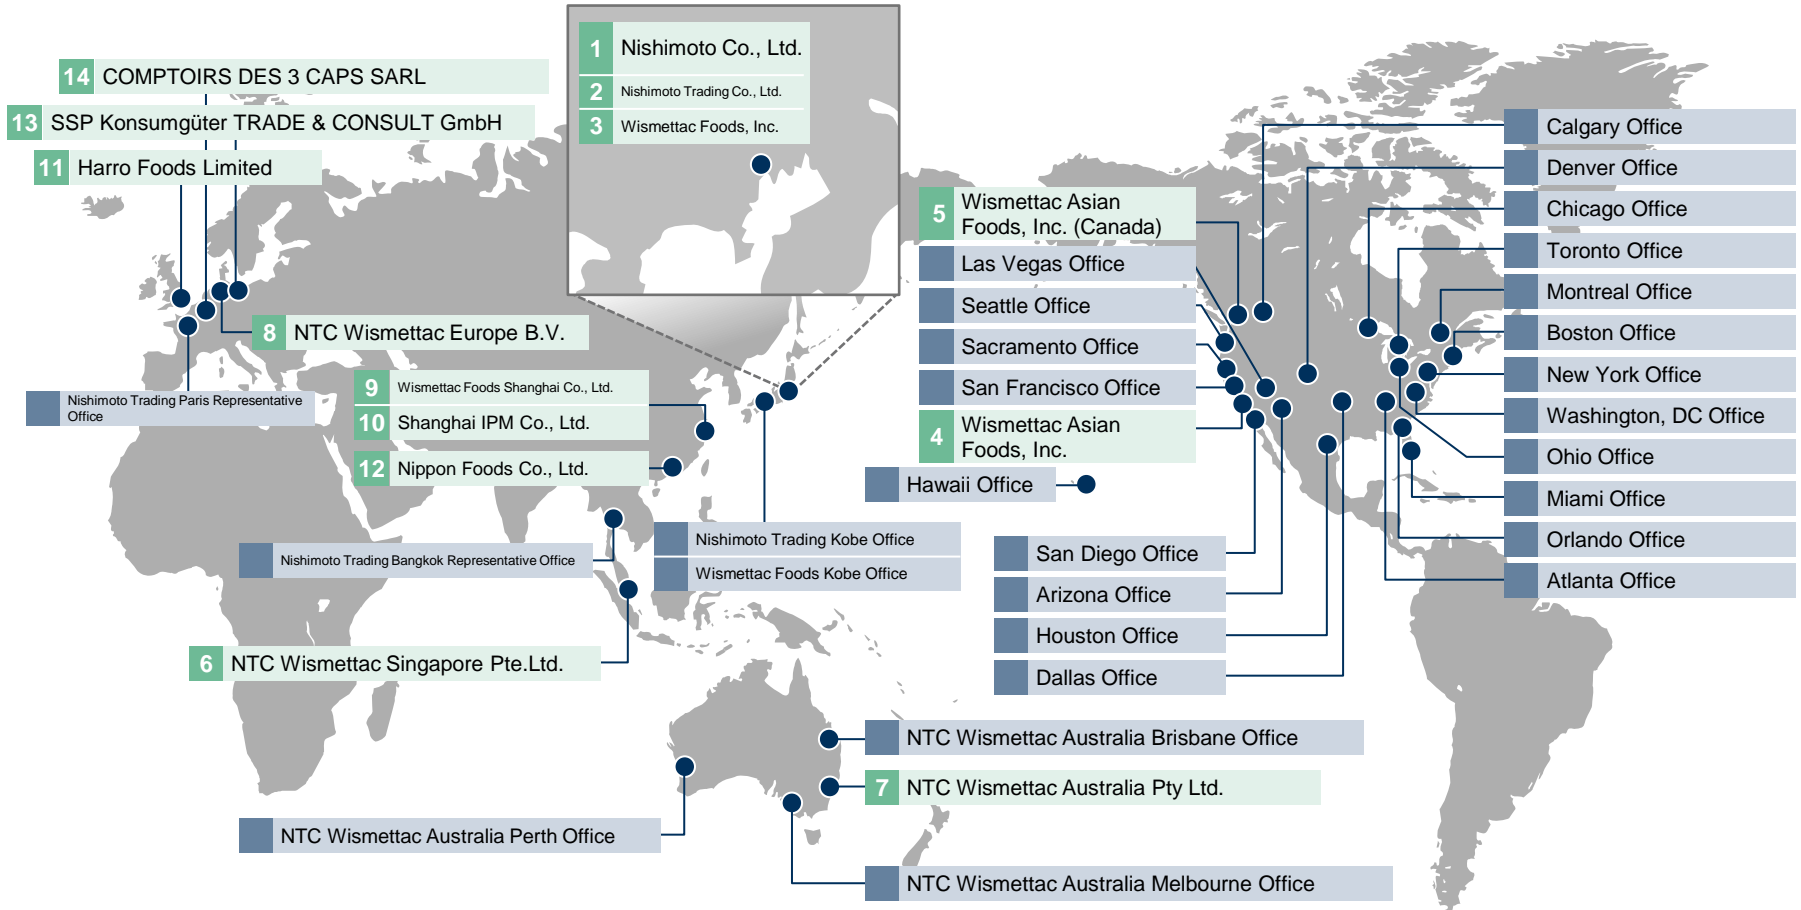 14 COMPTOIRS DES 3 CAPS SARL
13 SSP Konsumgüter TRADE & CONSULT GmbH
11 Harro Foods Limited
8 NTC Wismettac Europe B.V.
Nishimoto Trading Paris Representative
Office
1 Nishimoto Co., Ltd.
2 Nishimoto Trading Co., Ltd.
3 Wismettac Foods, Inc.
9 Wismettac Foods Shanghai Co., Ltd.
10 Shanghai IPM Co., Ltd.
12 Nippon Foods Co., Ltd.
Nishimoto Trading Bangkok Representative Office
Nishimoto Trading Kobe Office
Wismettac Foods Kobe Office
6 NTC Wismettac Singapore Pte.Ltd.
5 Wismettac Asian
Foods, Inc. (Canada)
Las Vegas Office
Seattle Office
Sacramento Office
San Francisco Office
4 Wismettac Asian
Foods, Inc.
Hawaii Office
San Diego Office
Arizona Office
Houston Office
Dallas Office
Calgary Office
Denver Office
Chicago Office
Toronto Office
Montreal Office
Boston Office
New York Office
Washington, DC Office
Ohio Office
Miami Office
Orlando Office
Atlanta Office
NTC Wismettac Australia Brisbane Office
7 NTC Wismettac Australia Pty Ltd.
NTC Wismettac Australia Perth Office
NTC Wismettac Australia Melbourne Office